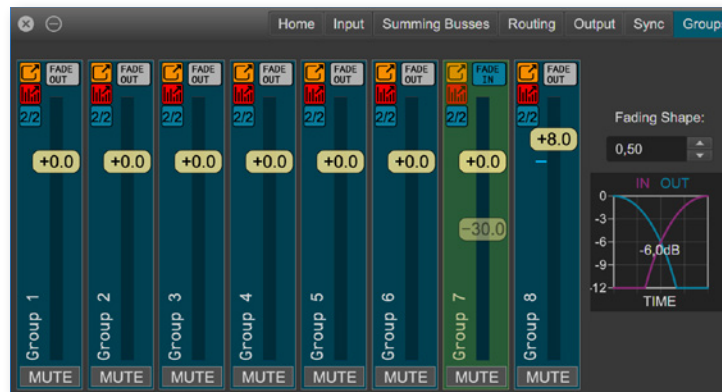 Home Input Summing Busses Routing Output Sync Group
FADE OUT FADE OUT FADE OUT FADE OUT FADE OUT FADE OUT FADE IN FADE OUT
2/2 2/2 2/2 2/2 2/2 2/2 2/2 2/2
+0.0 +0.0 +0.0 +0.0 +0.0 +0.0 +0.0 +8.0
-30.0
Group 1 Group 2 Group 3 Group 4 Group 5 Group 6 Group 7 Group 8
MUTE MUTE MUTE MUTE MUTE MUTE MUTE MUTE
Fading Shape:
0,50
IN OUT
0
-3
-6
-6,0dB
-9
-12
TIME